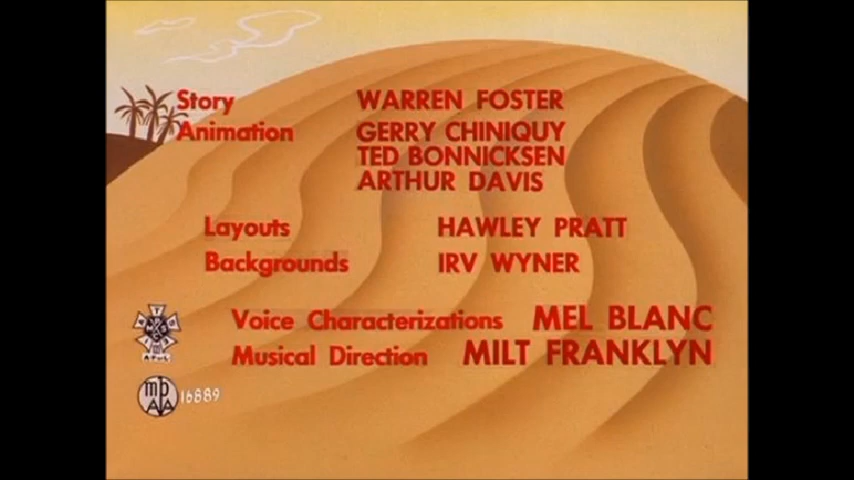 Story WARREN FOSTER
Animation GERRY CHINIQUY
TED BONNICKSEN
ARTHUR DAVIS
Layouts HAWLEY PRATT
Backgrounds IRV WYNER
Voice Characterizations MEL BLANC
Musical Direction MILT FRANKLYN
16889